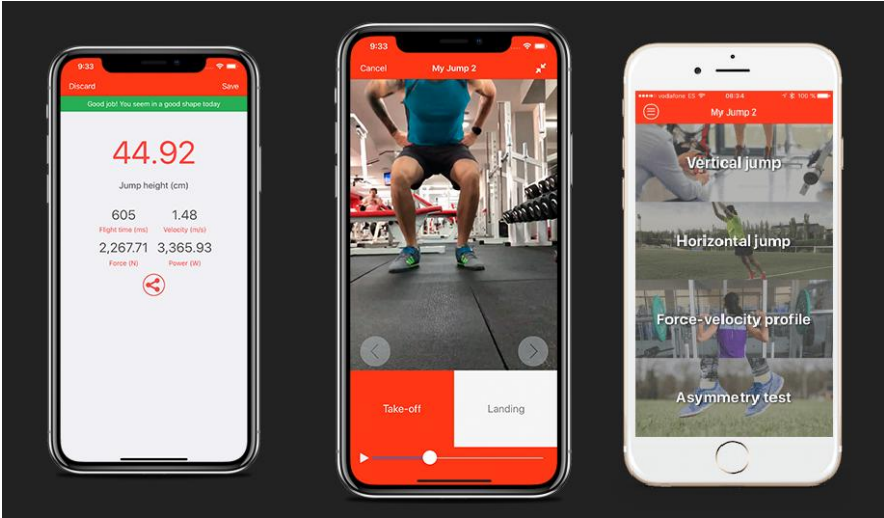 9:33
Discard
Save
Good job! You seem in a good shape today
44.92
Jump height (cm)
605
1.48
Flight time (ms)
Velocity (m/s)
2,267.71
3,365.93
Force (N)
Power (W)
9:33
Cancel
My Jump 2
Take-off
Landing
vodafone ES
08:34
100 %
My Jump 2
Vertical jump
Horizontal jump
Force-velocity profile
Asymmetry test